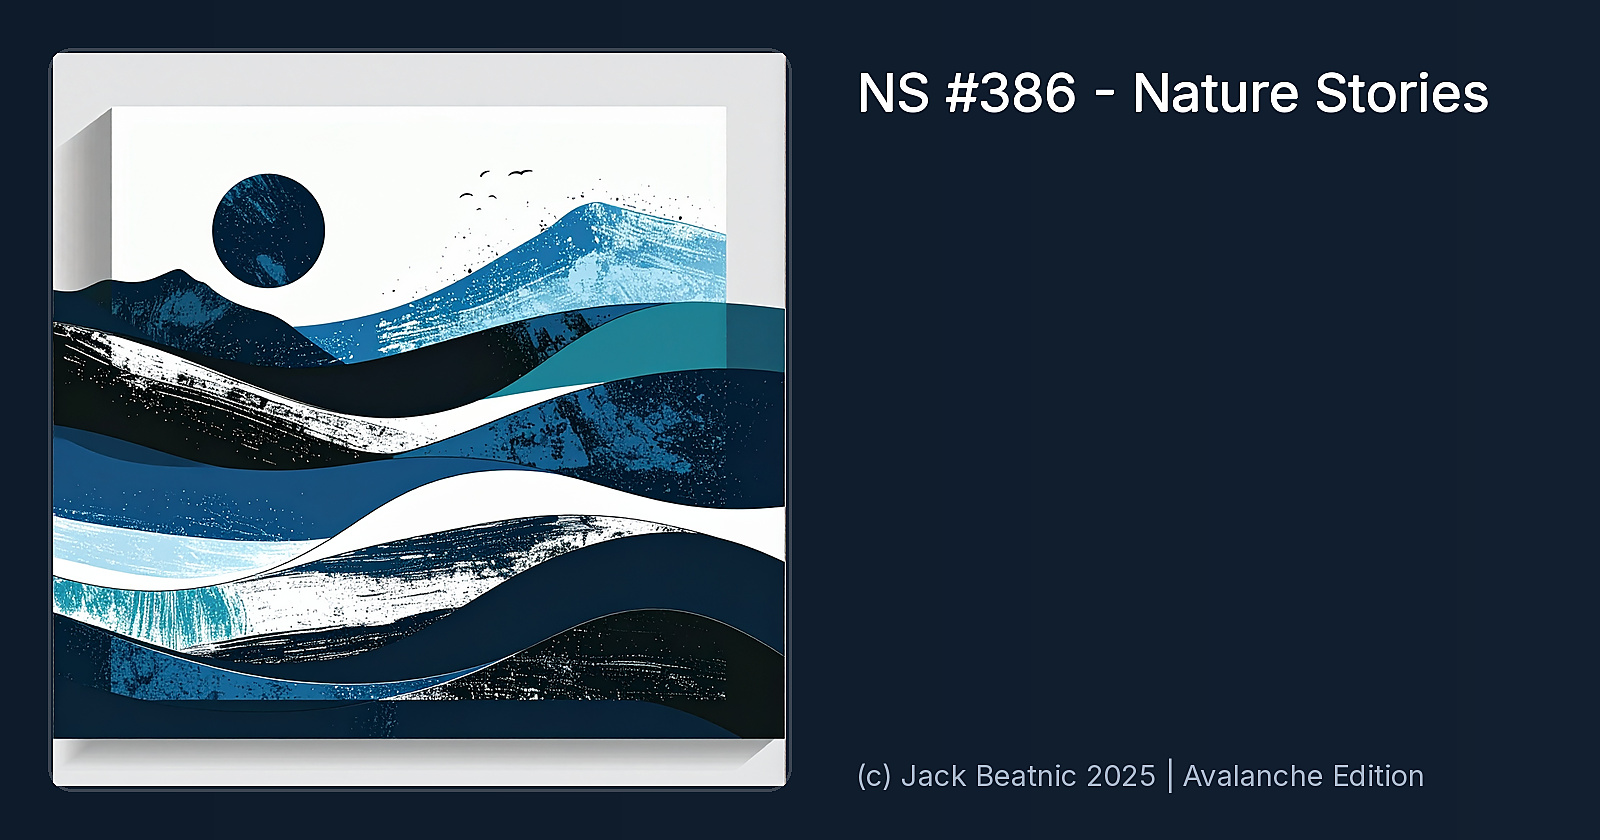 NS #386 - Nature Stories
(c) Jack Beatnic 2025 | Avalanche Edition